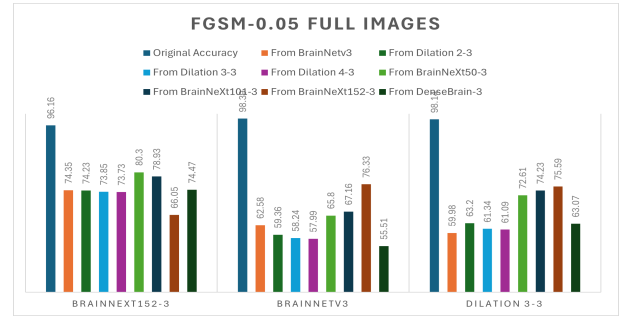 FGSM-0.05 FULL IMAGES
Original Accuracy From BrainNetv3 From Dilation 2-3
From Dilation 3-3 From Dilation 4-3 From BrainNeXt50-3
From BrainNeXt101-3 From BrainNeXt152-3 From DenseBrain-3
96.16 74.35 74.23 73.85 73.73 80.3 78.93 66.05 74.47
62.58 59.36 58.24 57.99 65.8 67.16 76.33 55.51
59.98 63.2 61.34 61.09 72.61 74.23 75.59 63.07
BRAINNEXT152-3 BRAINNETV3 DILATION 3-3